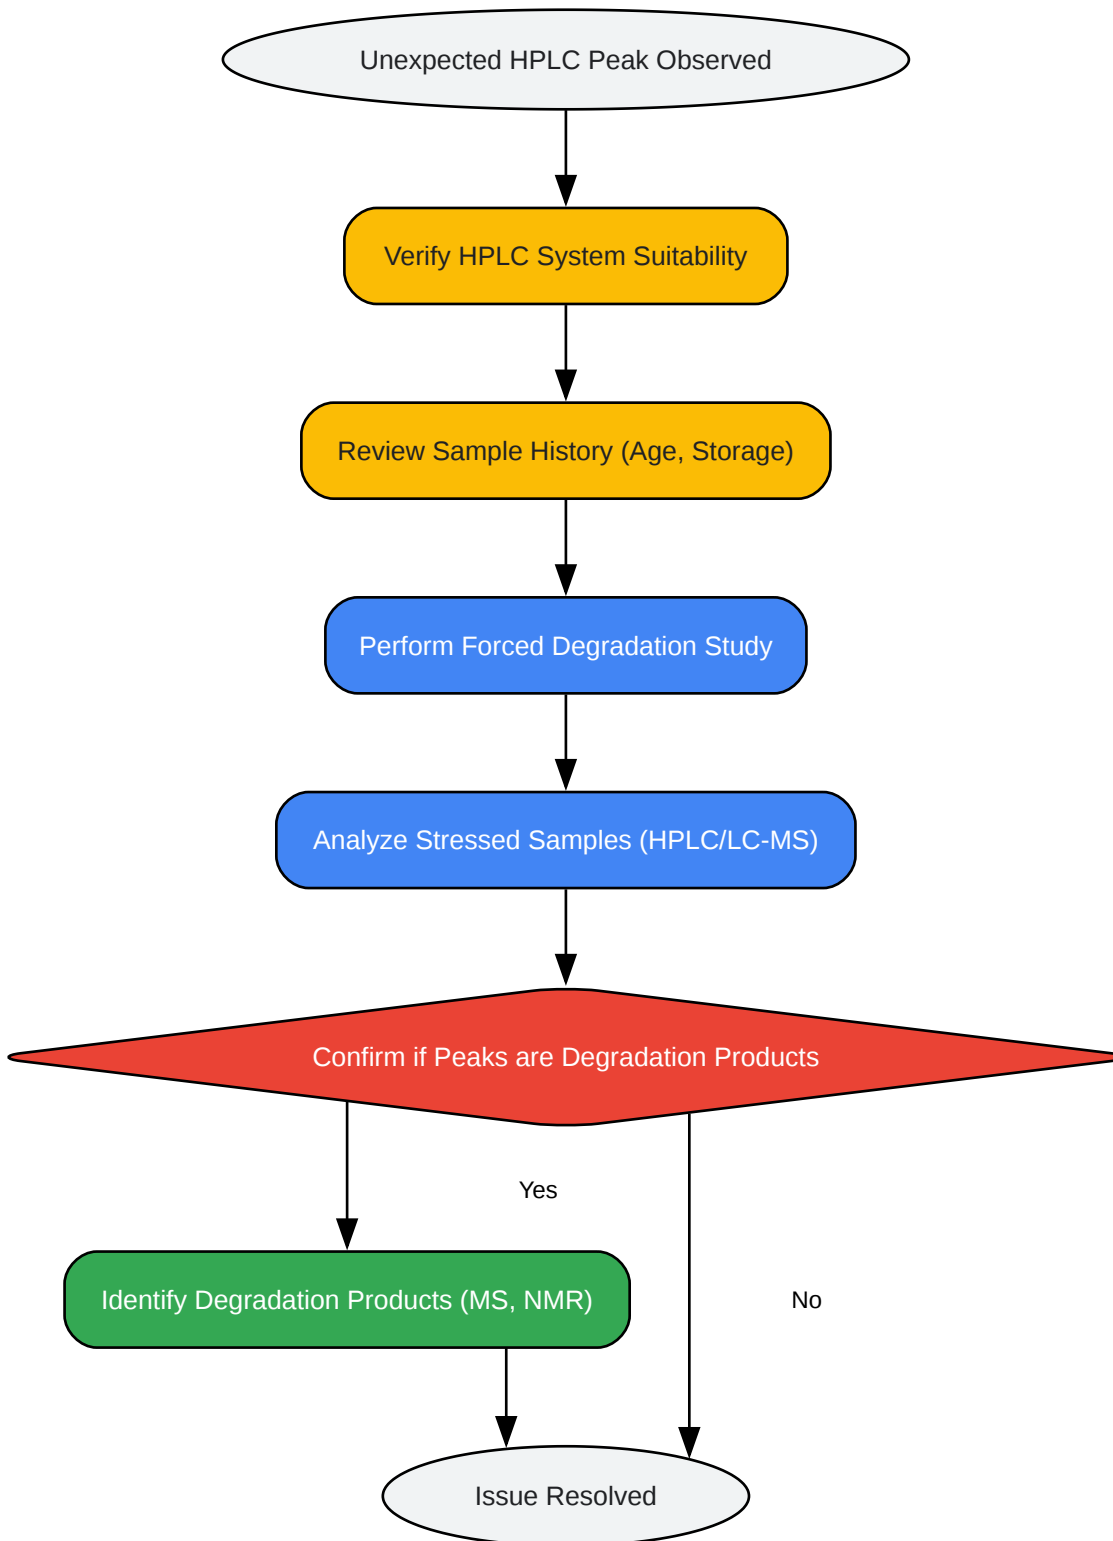 Unexpected HPLC Peak Observed
Verify HPLC System Suitability
Review Sample History (Age, Storage)
Perform Forced Degradation Study
Analyze Stressed Samples (HPLC/LC-MS)
Confirm if Peaks are Degradation Products
Yes
Identify Degradation Products (MS, NMR)
No
Issue Resolved